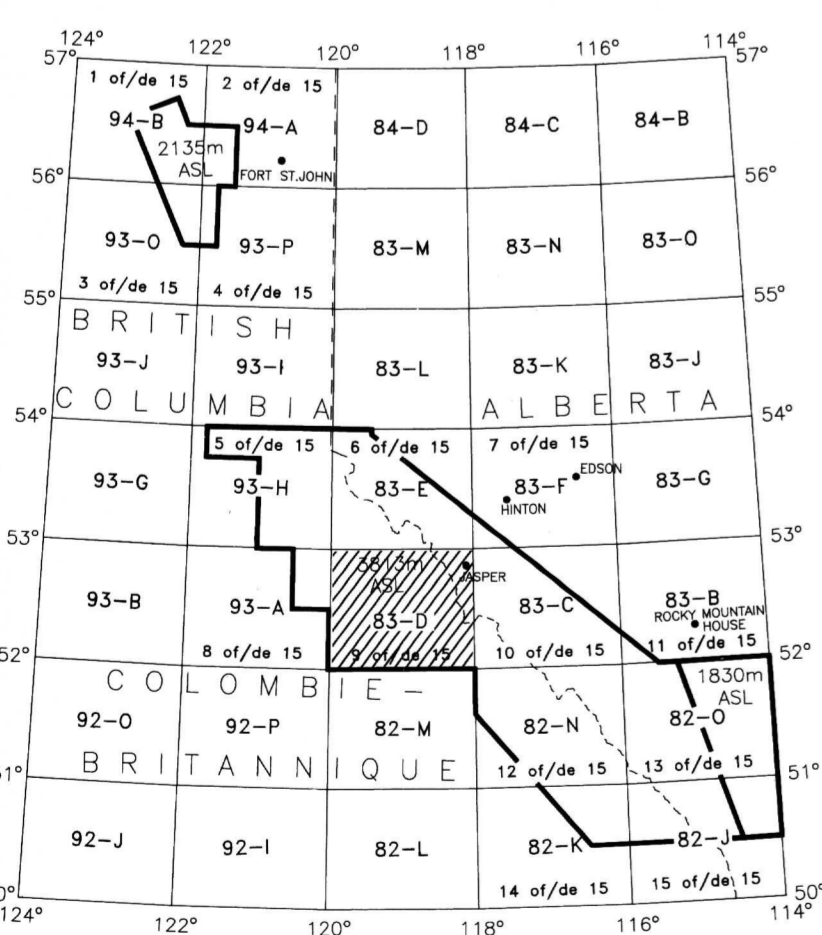 124° 122° 120° 118° 116° 114°
57° 57°
1 of/de 15 2 of/de 15
94-B 94-A 84-D 84-C 84-B
2135m
ASL
FORT ST.JOHN
56° 56°
93-O 93-P 83-M 83-N 83-O
3 of/de 15 4 of/de 15
55° 55°
BRITISH
93-J 93-I 83-L 83-K 83-J
COLUMBIA ALBERTA
54° 54°
5 of/de 15 6 of/de 15 7 of/de 15
EDSON
93-G 93-H 83-E 83-F 83-G
HINTON
53° 53°
3813m
ASL
JASPER
93-B 93-A 83-D 83-C 83-B
ROCKY MOUNTAIN
HOUSE
8 of/de 15 9 of/de 15 10 of/de 15 11 of/de 15
52° 52°
1830m
ASL
COLOMBIE-
92-O 92-P 82-M 82-N 82-O
BRITANNIQUE
12 of/de 15 13 of/de 15
1° 51°
92-J 92-I 82-L 82-K 82-J
14 of/de 15 15 of/de 15
0° 50°
124° 122° 120° 118° 116° 114°